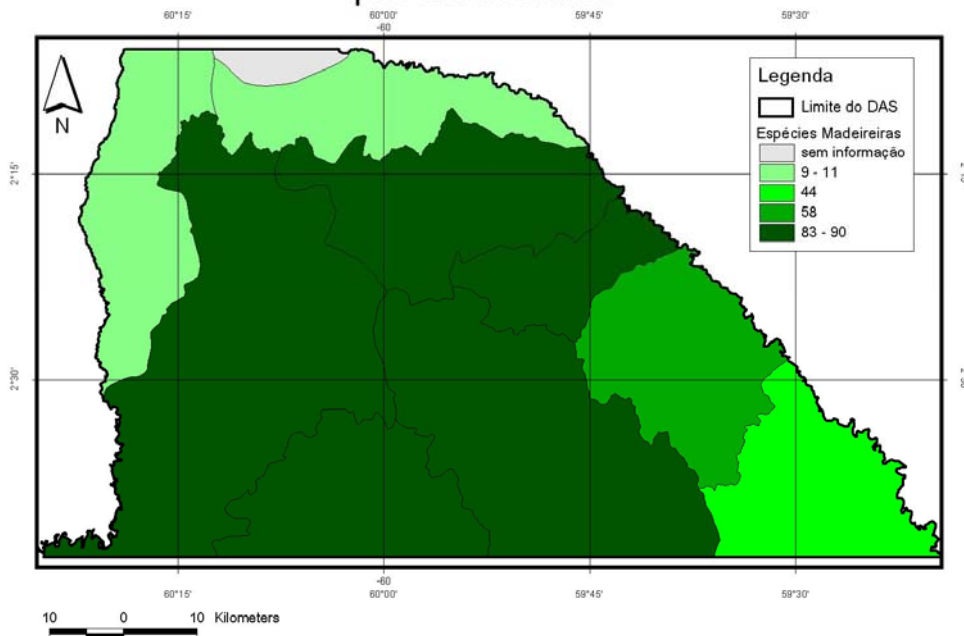 60°15'
60°00'
-60
59°45'
59°30'
N
Legenda
Limite do DAS
Espécies Madeireiras
sem informação
9 - 11
44
58
83 - 90
2°15'
2°30'
2°30'
60°15'
60°00'
-60
59°45'
59°30'
10 0 10 Kilometers